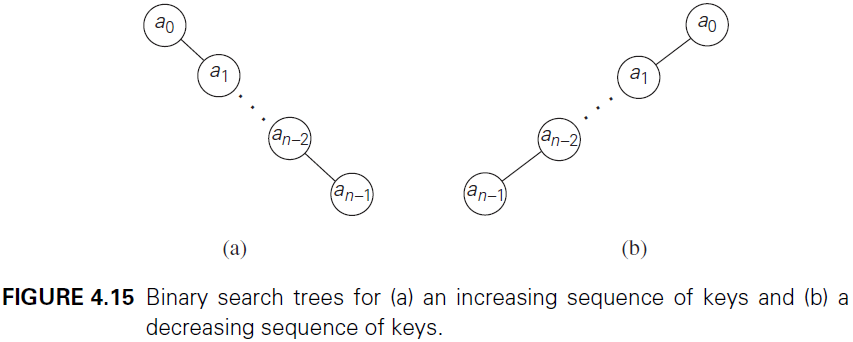 a0 a0
a1 a1
an–2 an–2
an–1 an–1
(a) (b)
FIGURE 4.15 Binary search trees for (a) an increasing sequence of keys and (b) a
decreasing sequence of keys.